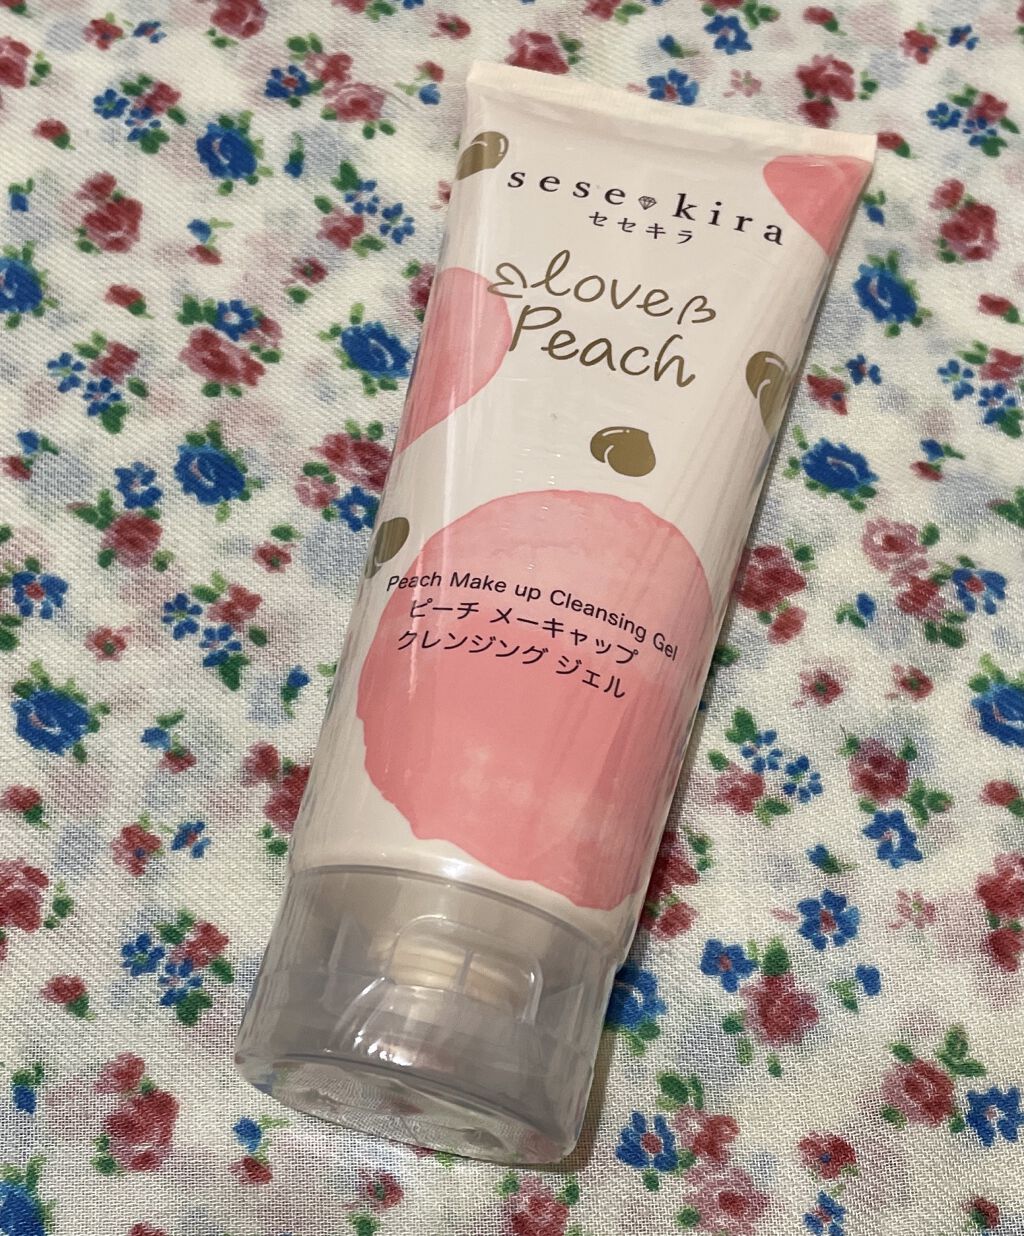 sese kira
セセキラ
love
Peach
Peach Make up Cleansing Gel
ピーチ メーキャップ
クレンジング ジェル